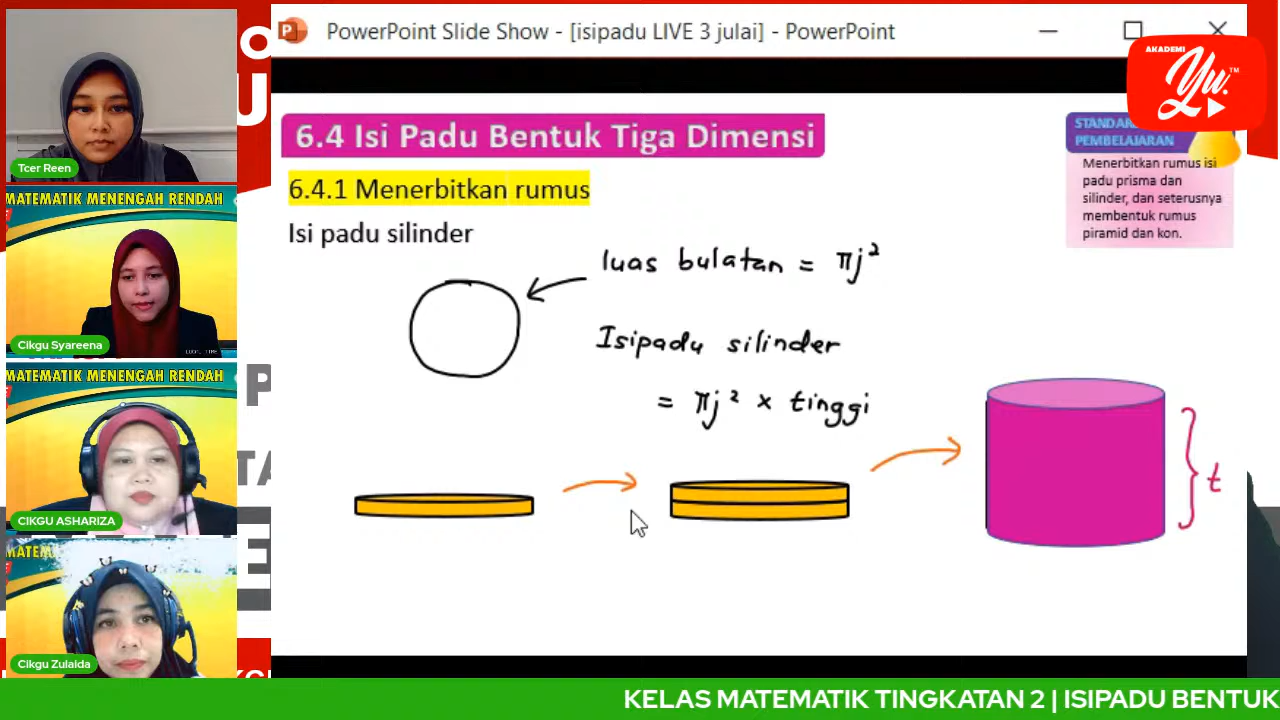 PowerPoint Slide Show - [isipadu LIVE 3 julai] - PowerPoint
AKADEMI
Yu.
TM
6.4 Isi Padu Bentuk Tiga Dimensi
6.4.1 Menerbitkan rumus
Isi padu silinder
PEMBELAJARAN
Menerbitkan rumus isi
padu prisma dan
silinder, dan seterusnya
membentuk rumus
piramid dan kon.
luas bulatan = πj²
Isipadu silinder
= πj² × tinggi
t
Tcer Reen
MATEMATIK MENENGAH RENDAH
Cikgu Syareena
MATEMATIK MENENGAH RENDAH
CIKGU ASHARIZA
MATEM
Cikgu Zulaida
KELAS MATEMATIK TINGKATAN 2 | ISIPADU BENTUK